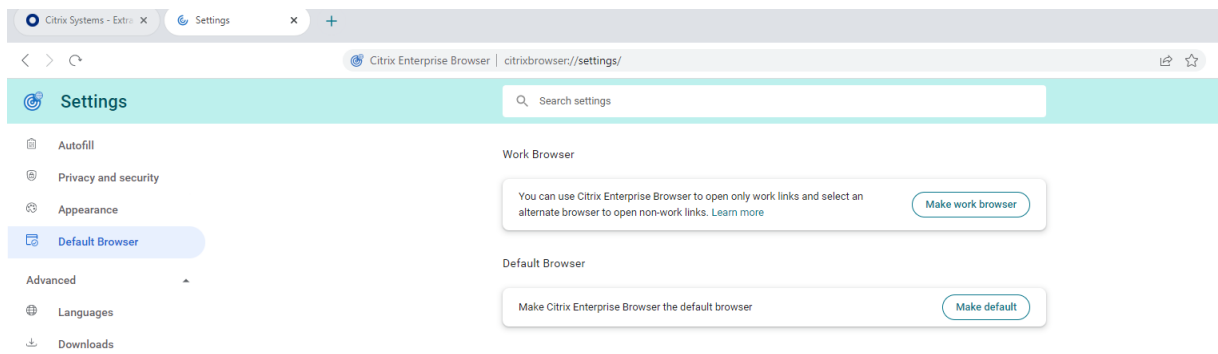 Citrix Systems - Extra
Settings
Citrix Enterprise Browser | citrixbrowser://settings/
Settings
Search settings
Autofill
Privacy and security
Appearance
Default Browser
Advanced
Languages
Downloads
Work Browser
You can use Citrix Enterprise Browser to open only work links and select an
alternate browser to open non-work links. Learn more
Make work browser
Default Browser
Make Citrix Enterprise Browser the default browser
Make default